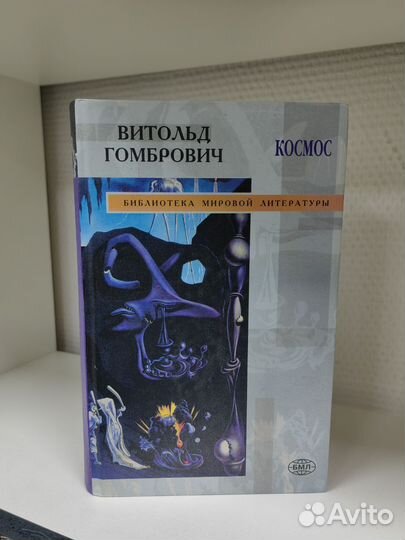 ВИТОЛЬД
ГОМБРОВИЧ
КОСМОС
БИБЛИОТЕКА МИРОВОЙ ЛИТЕРАТУРЫ
БМЛ
Avito